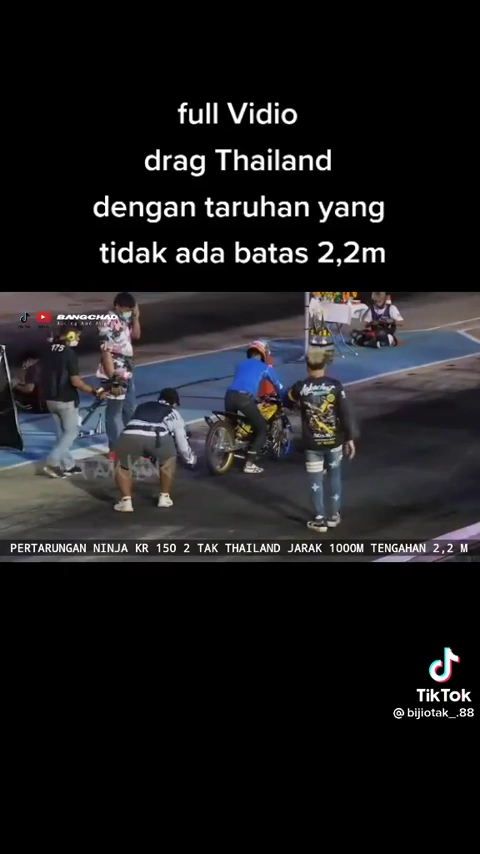 full Vidio
drag Thailand
dengan taruhan yang
tidak ada batas 2,2m
BANGCHAD
175
PERTARUNGAN NINJA KR 150 2 TAK THAILAND JARAK 1000M TENGAHAN 2,2 M
TikTok
@ bijiotak_.88